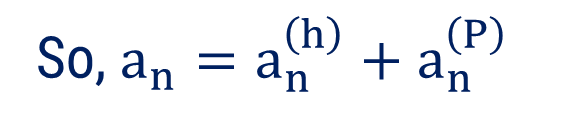 So, aₙ = aₙ⁽ʰ⁾ + aₙ⁽ᴾ⁾